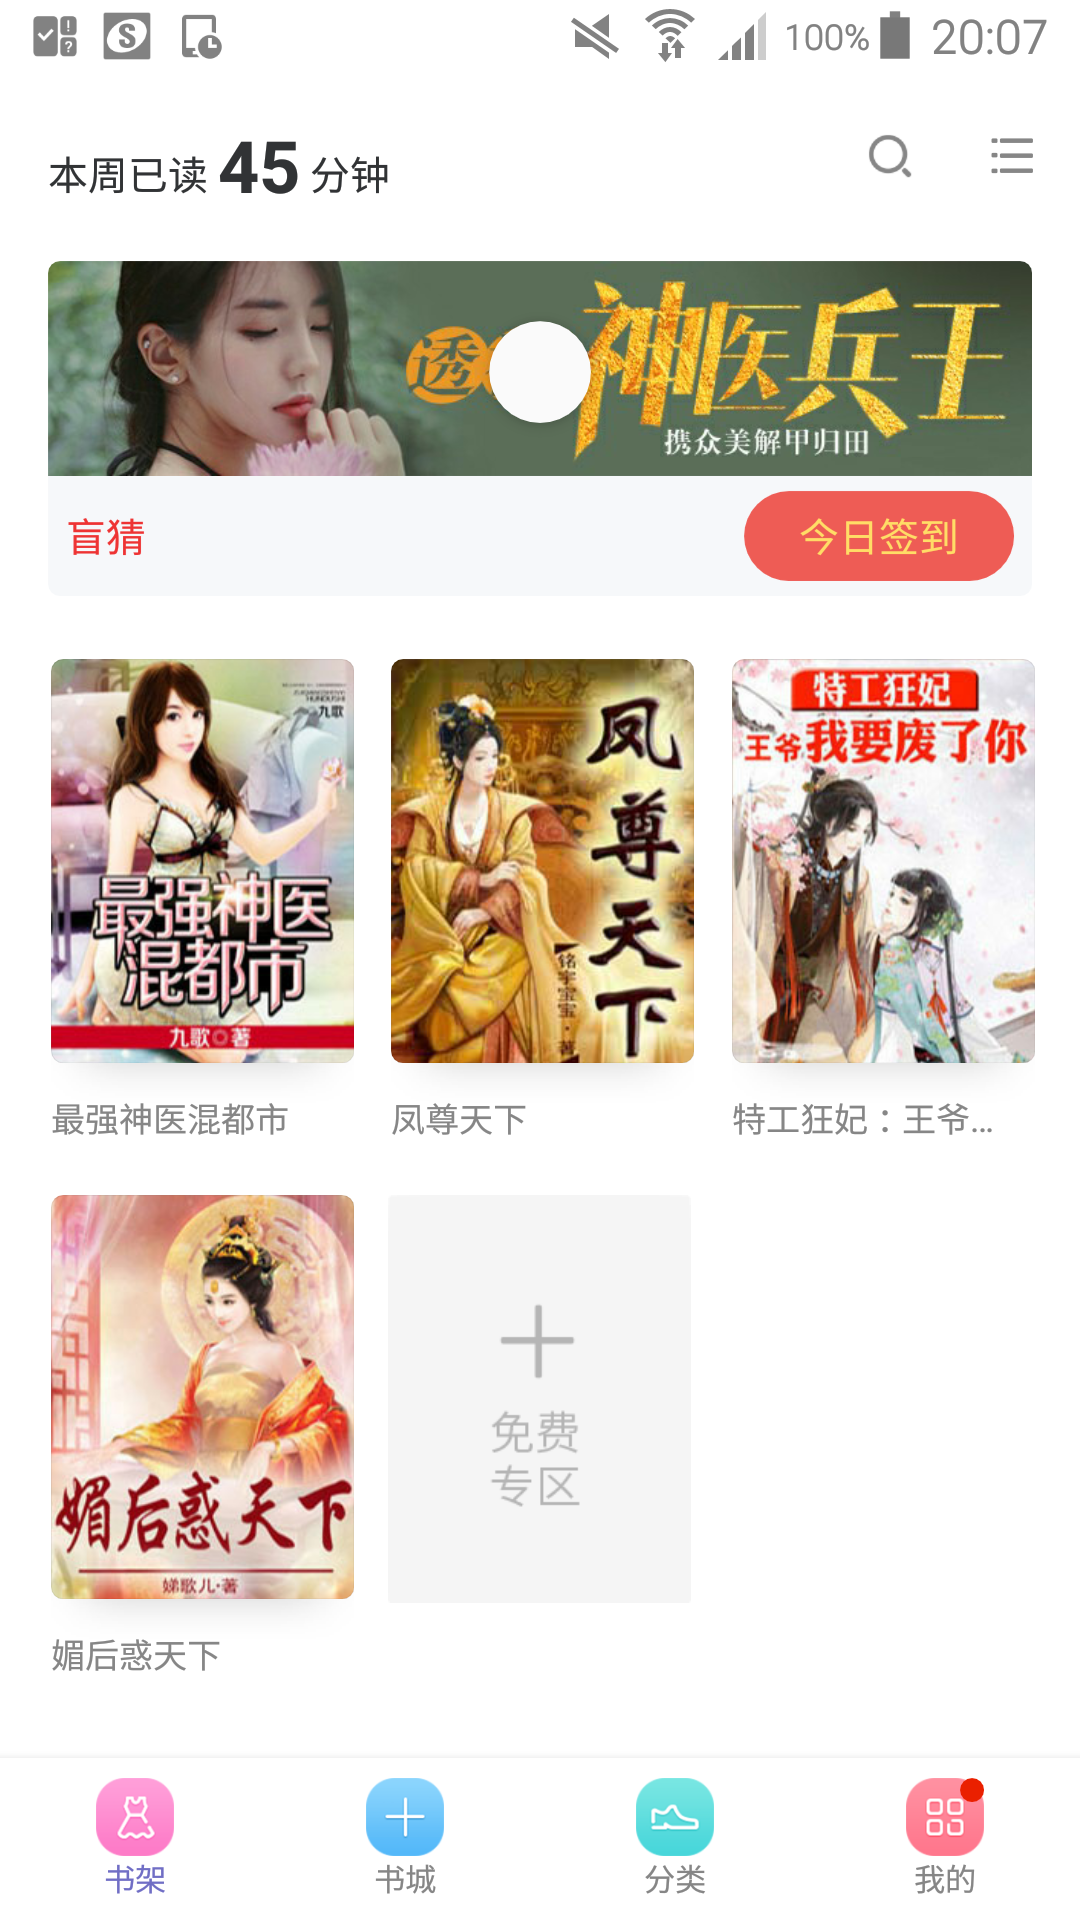 100% 20:07
本周已读 45 分钟
透
神医兵王
携众美解甲归田
盲猜
今日签到
九歌
最强神医
混都市
九歌◎著
凤尊天下
铭宇宝宝·著
特工狂妃
王爷我要废了你
最强神医混都市
凤尊天下
特工狂妃：王爷...
媚后惑天下
娣歌儿·著
免费
专区
媚后惑天下
书架
书城
分类
我的